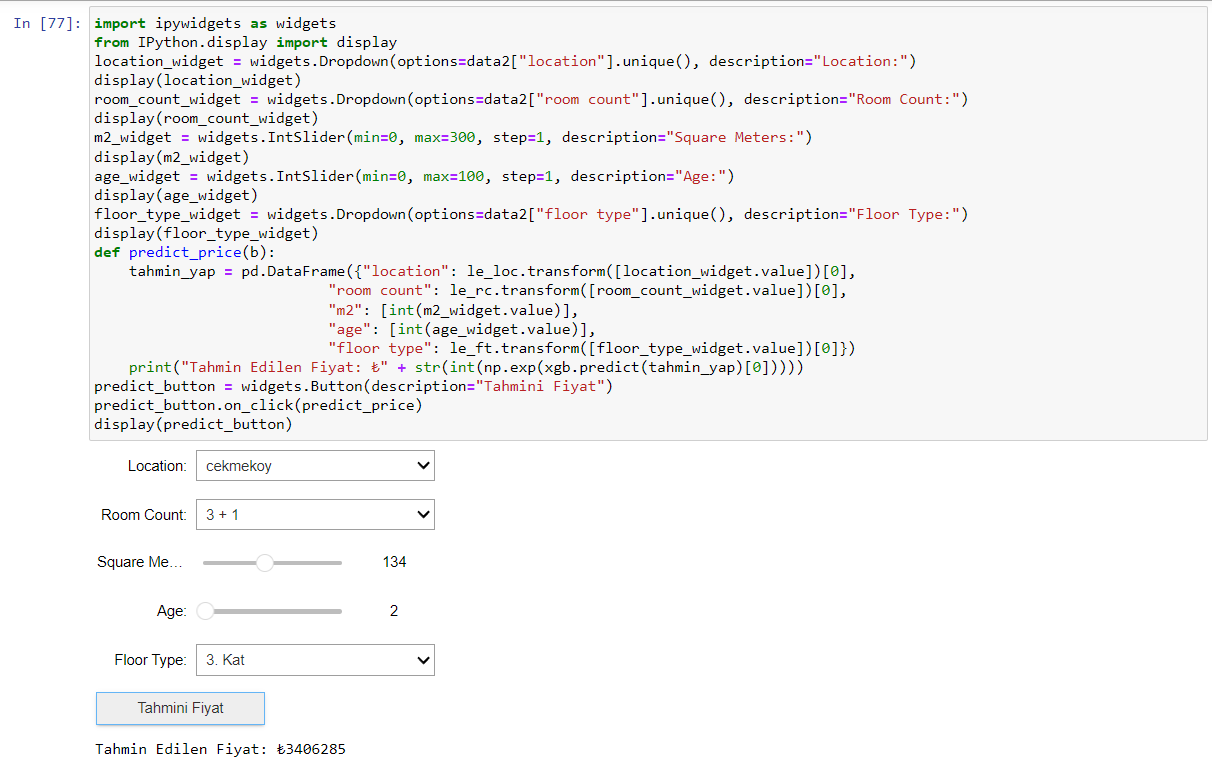 In [77]:
import ipywidgets as widgets
from IPython.display import display
location_widget = widgets.Dropdown(options=data2["location"].unique(), description="Location:")
display(location_widget)
room_count_widget = widgets.Dropdown(options=data2["room count"].unique(), description="Room Count:")
display(room_count_widget)
m2_widget = widgets.IntSlider(min=0, max=300, step=1, description="Square Meters:")
display(m2_widget)
age_widget = widgets.IntSlider(min=0, max=100, step=1, description="Age:")
display(age_widget)
floor_type_widget = widgets.Dropdown(options=data2["floor type"].unique(), description="Floor Type:")
display(floor_type_widget)
def predict_price(b):
    tahmin_yap = pd.DataFrame({"location": le_loc.transform([location_widget.value])[0],
                           "room count": le_rc.transform([room_count_widget.value])[0],
                           "m2": [int(m2_widget.value)],
                           "age": [int(age_widget.value)],
                           "floor type": le_ft.transform([floor_type_widget.value])[0]})
    print("Tahmin Edilen Fiyat: ₺" + str(int(np.exp(xgb.predict(tahmin_yap)[0]))))
predict_button = widgets.Button(description="Tahmini Fiyat")
predict_button.on_click(predict_price)
display(predict_button)
Location: cekmekoy
Room Count: 3 + 1
Square Me… 134
Age: 2
Floor Type: 3. Kat
Tahmini Fiyat
Tahmin Edilen Fiyat: ₺3406285